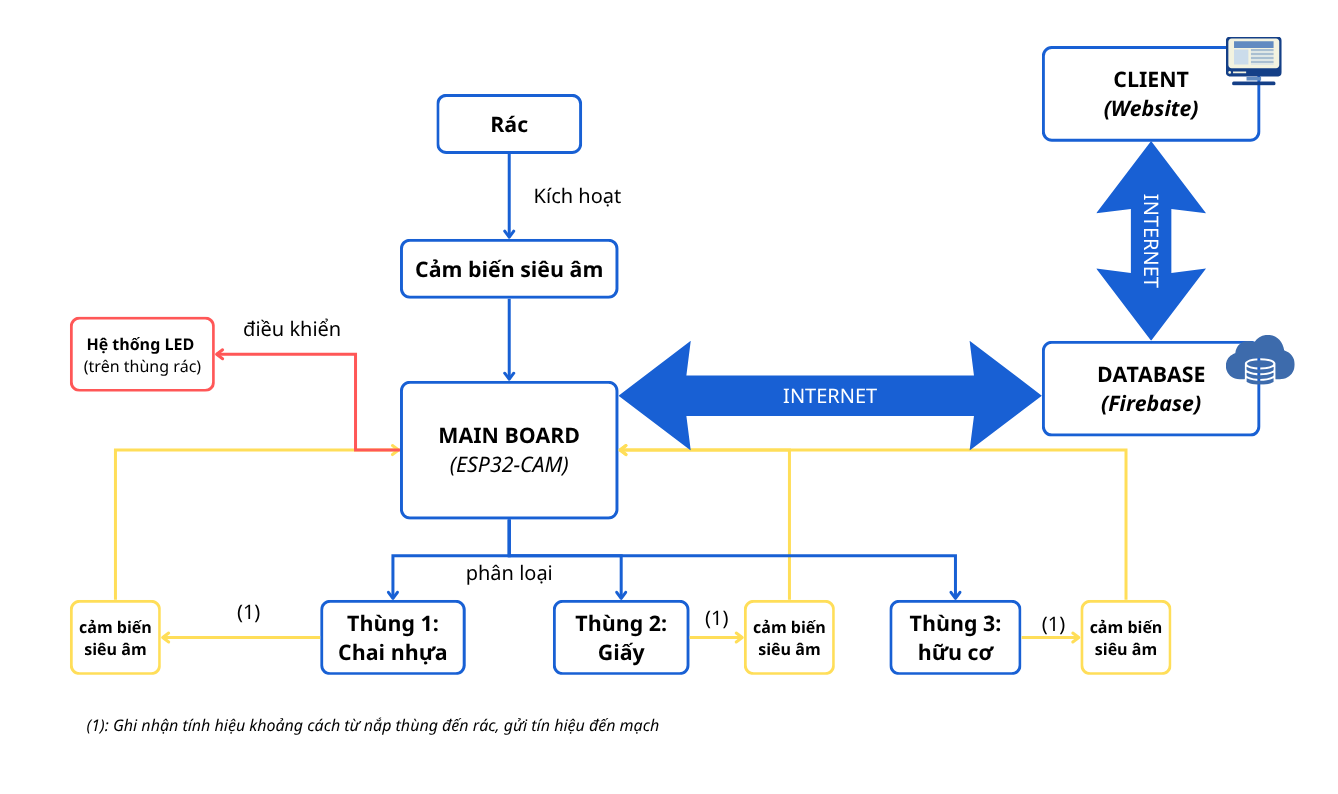 CLIENT
(Website)
Rác
Kích hoạt
INTERNET
Cảm biến siêu âm
điều khiển
Hệ thống LED
(trên thùng rác)
INTERNET
DATABASE
(Firebase)
MAIN BOARD
(ESP32-CAM)
phân loại
cảm biến
siêu âm
(1)
Thùng 1:
Chai nhựa
Thùng 2:
Giấy
(1)
cảm biến
siêu âm
Thùng 3:
hữu cơ
(1)
cảm biến
siêu âm
(1): Ghi nhận tính hiệu khoảng cách từ nắp thùng đến rác, gửi tín hiệu đến mạch